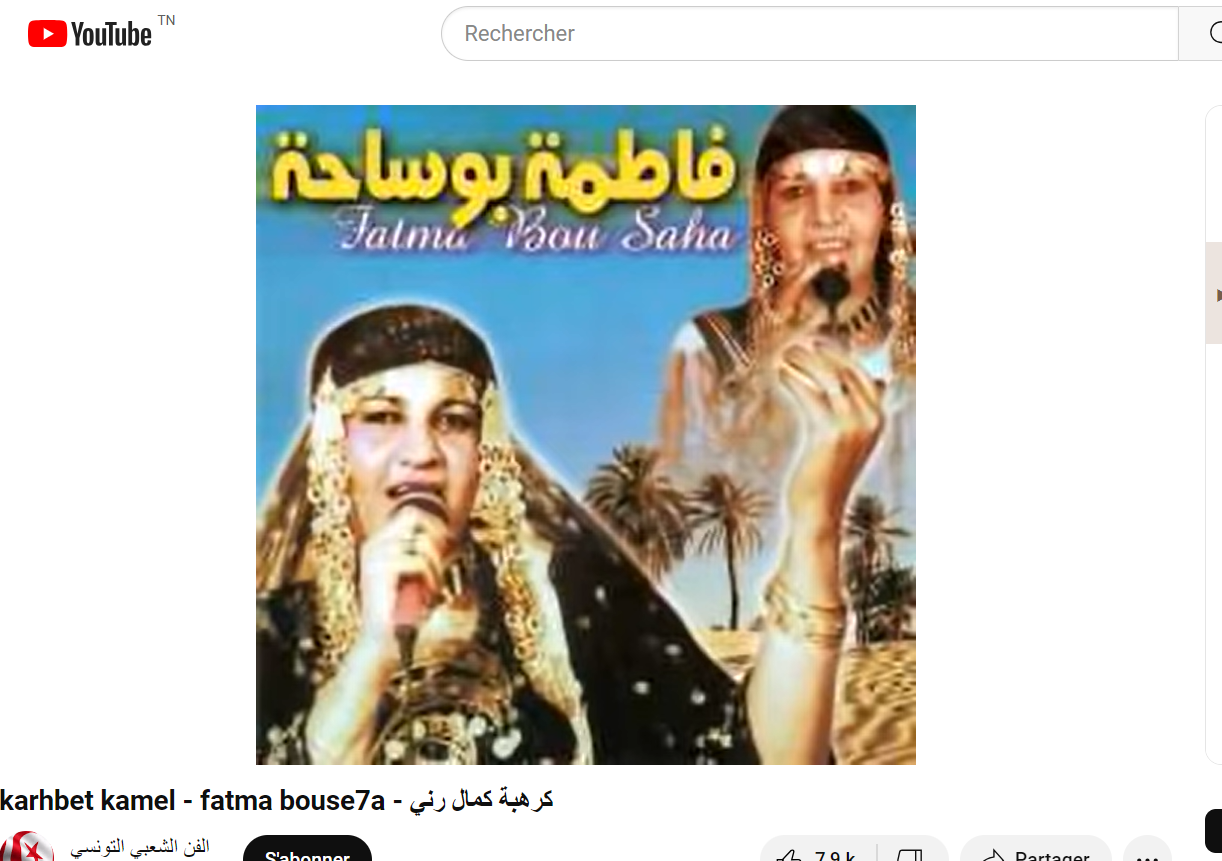 YouTube TN
Rechercher
فاطمة بوساحة
Fatma Bou Saha
karhbet kamel - fatma bouse7a - كرهبة كمال رني
الفن الشعبي التونسي
S'abonner
7,9 k
Partager